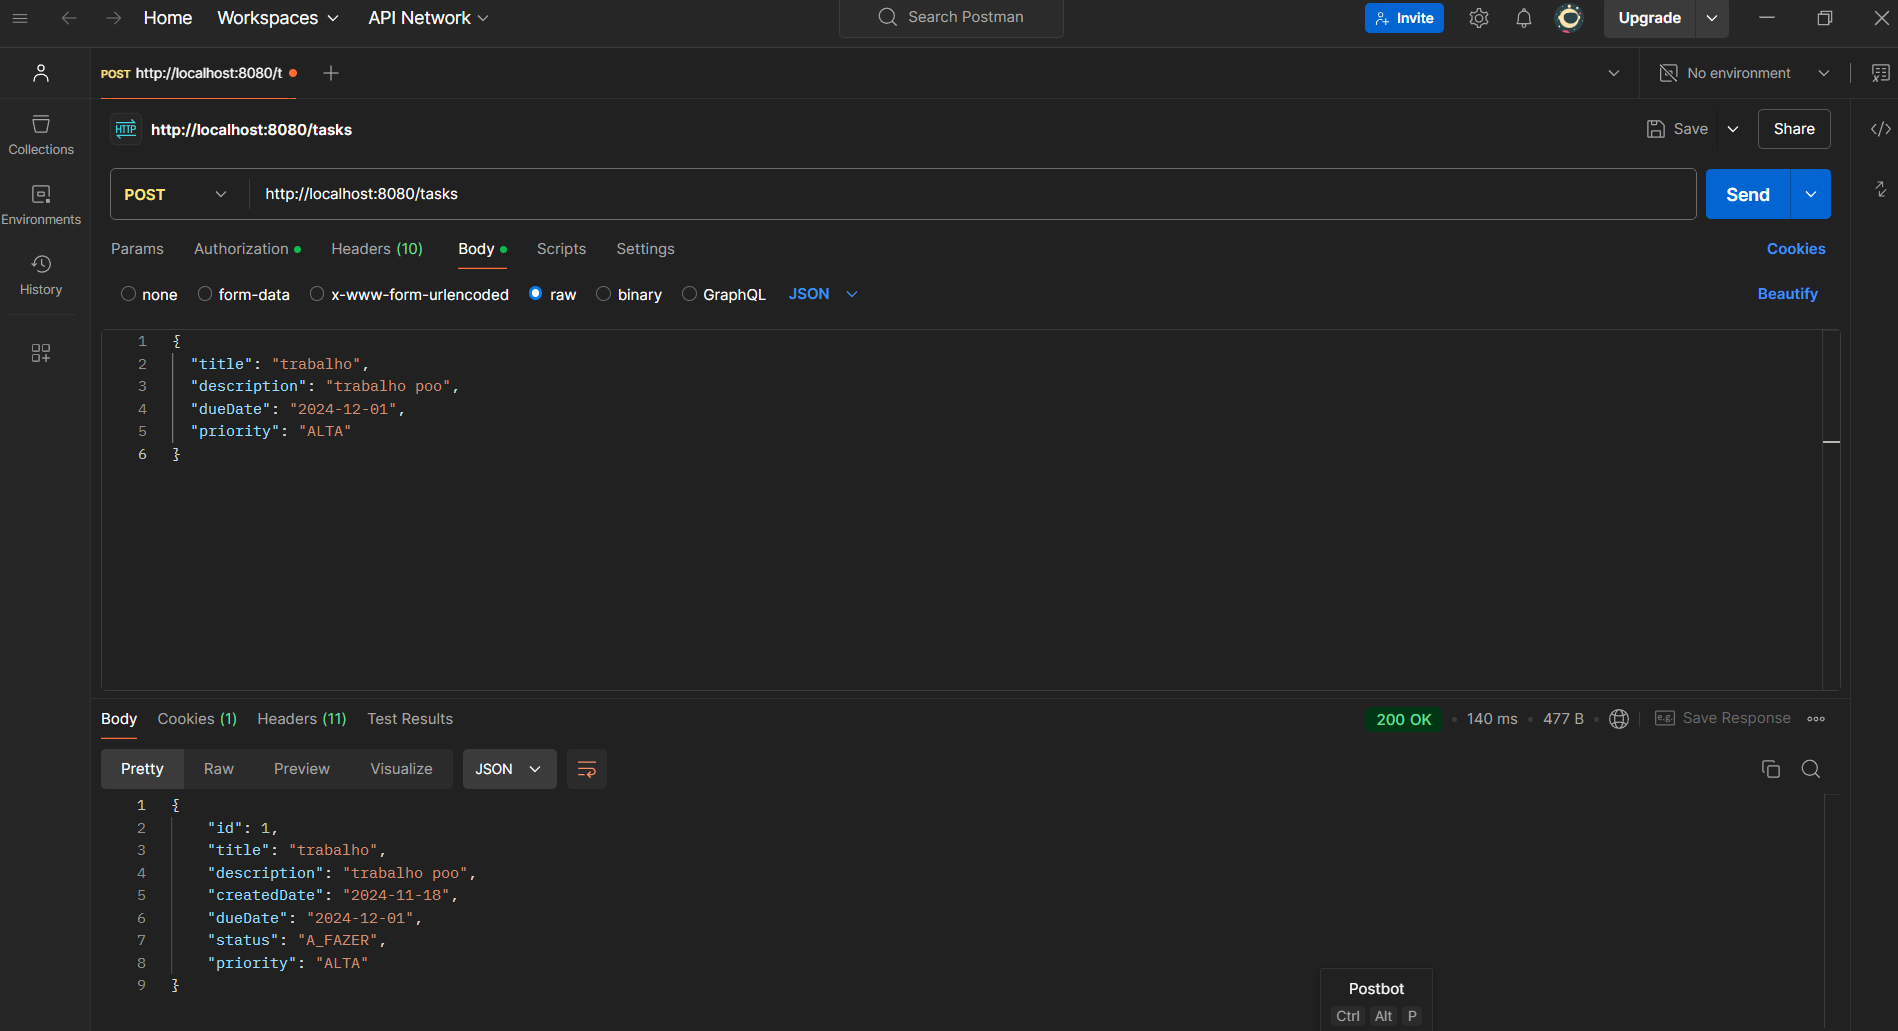 Home Workspaces API Network Search Postman Invite Upgrade
POST http://localhost:8080/t No environment
HTTP http://localhost:8080/tasks Save Share
Collections
POST http://localhost:8080/tasks Send
Environments
Params Authorization Headers (10) Body Scripts Settings Cookies
History
none form-data x-www-form-urlencoded raw binary GraphQL JSON Beautify
1 {
2 "title": "trabalho",
3 "description": "trabalho poo",
4 "dueDate": "2024-12-01",
5 "priority": "ALTA"
6 }
Body Cookies (1) Headers (11) Test Results 200 OK 140 ms 477 B e.g. Save Response
Pretty Raw Preview Visualize JSON
1 {
2 "id": 1,
3 "title": "trabalho",
4 "description": "trabalho poo",
5 "createdDate": "2024-11-18",
6 "dueDate": "2024-12-01",
7 "status": "A_FAZER",
8 "priority": "ALTA"
9 }
Postbot
Ctrl Alt P